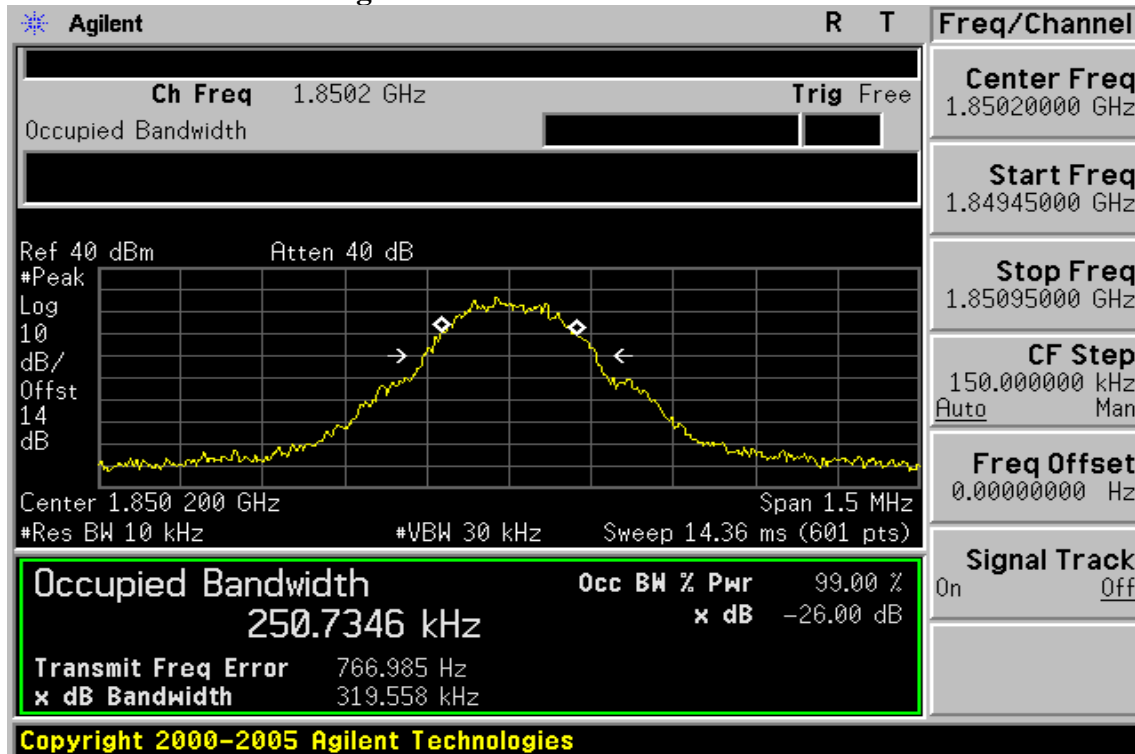 Agilent R T Freq/Channel
Ch Freq 1.8502 GHz Trig Free
Occupied Bandwidth
Center Freq
1.85020000 GHz
Start Freq
1.84945000 GHz
Stop Freq
1.85095000 GHz
CF Step
150.000000 kHz
Auto Man
Freq Offset
0.00000000 Hz
Signal Track
On Off
Ref 40 dBm Atten 40 dB
#Peak
Log
10
dB/
Offst
14
dB
Center 1.850 200 GHz Span 1.5 MHz
#Res BW 10 kHz #VBW 30 kHz Sweep 14.36 ms (601 pts)
Occupied Bandwidth Occ BW % Pwr 99.00 %
250.7346 kHz x dB -26.00 dB
Transmit Freq Error 766.985 Hz
x dB Bandwidth 319.558 kHz
Copyright 2000-2005 Agilent Technologies